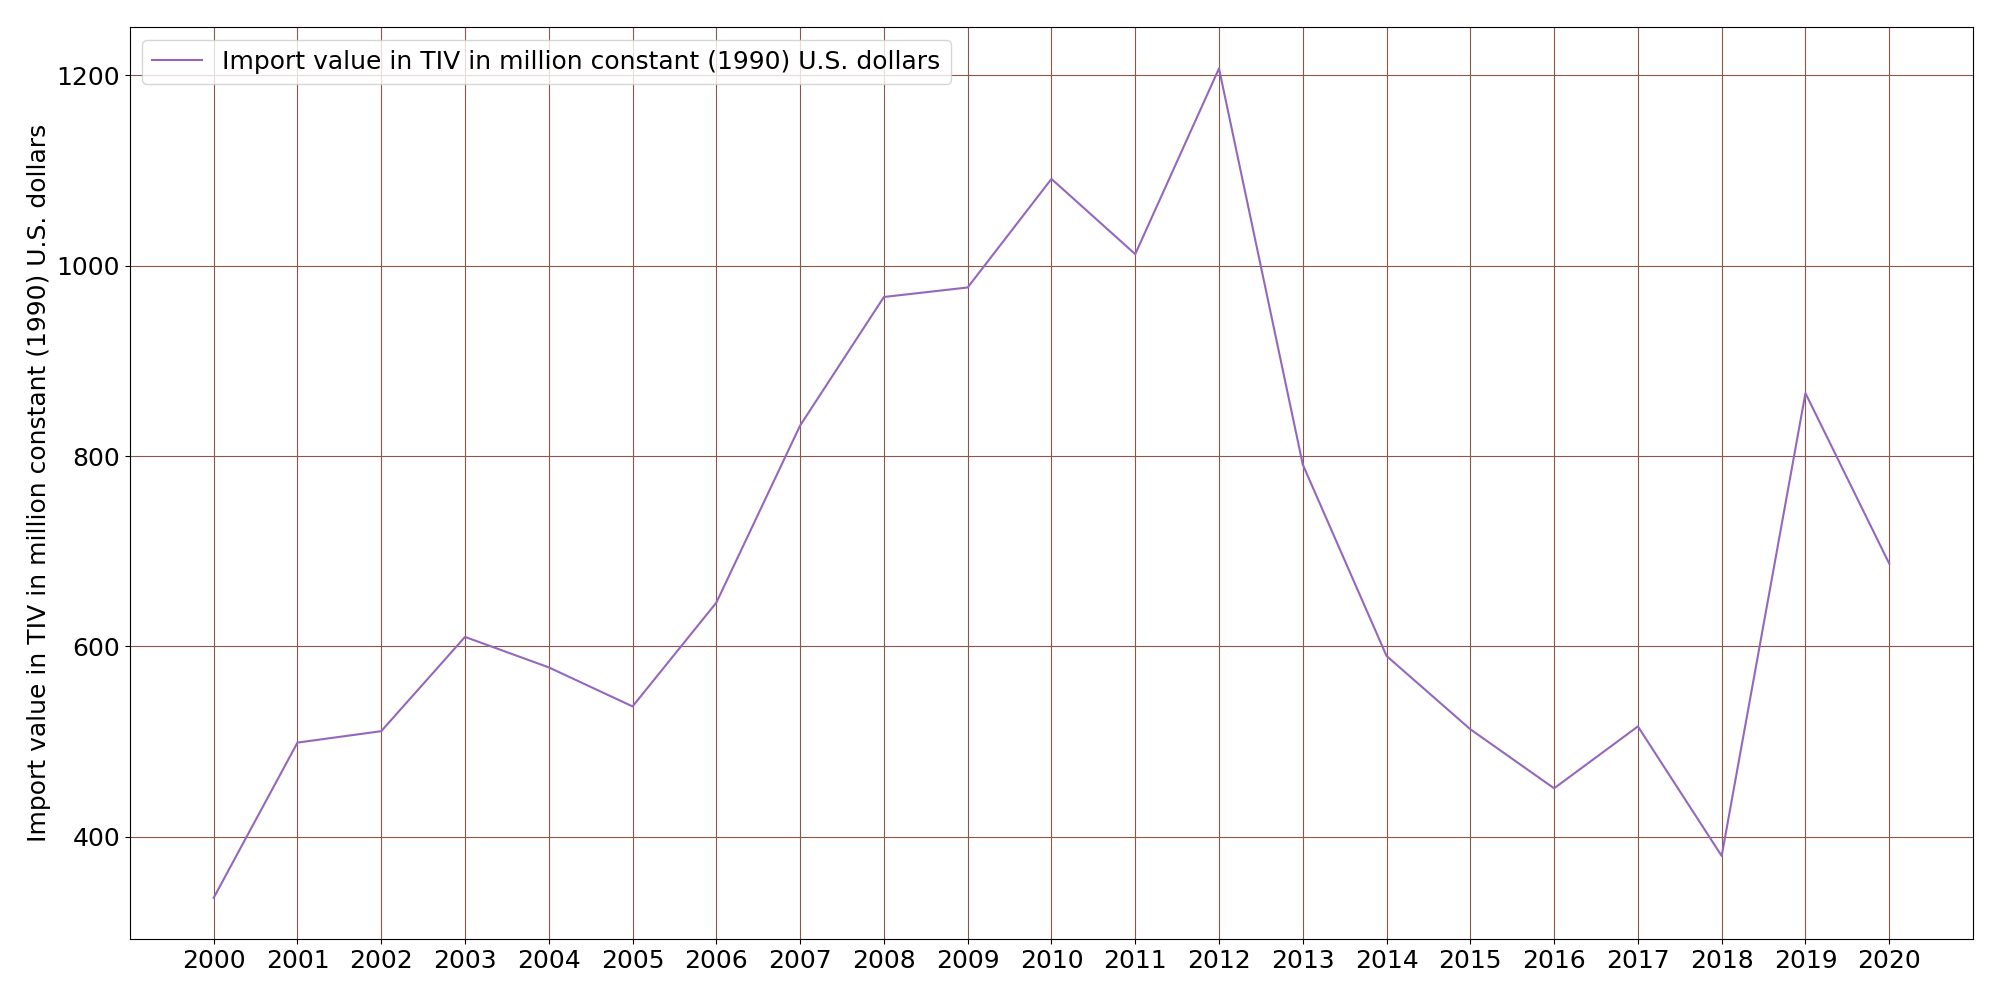 Import value in TIV in million constant (1990) U.S. dollars
Import value in TIV in million constant (1990) U.S. dollars
1200
1000
800
600
400
2000 2001 2002 2003 2004 2005 2006 2007 2008 2009 2010 2011 2012 2013 2014 2015 2016 2017 2018 2019 2020